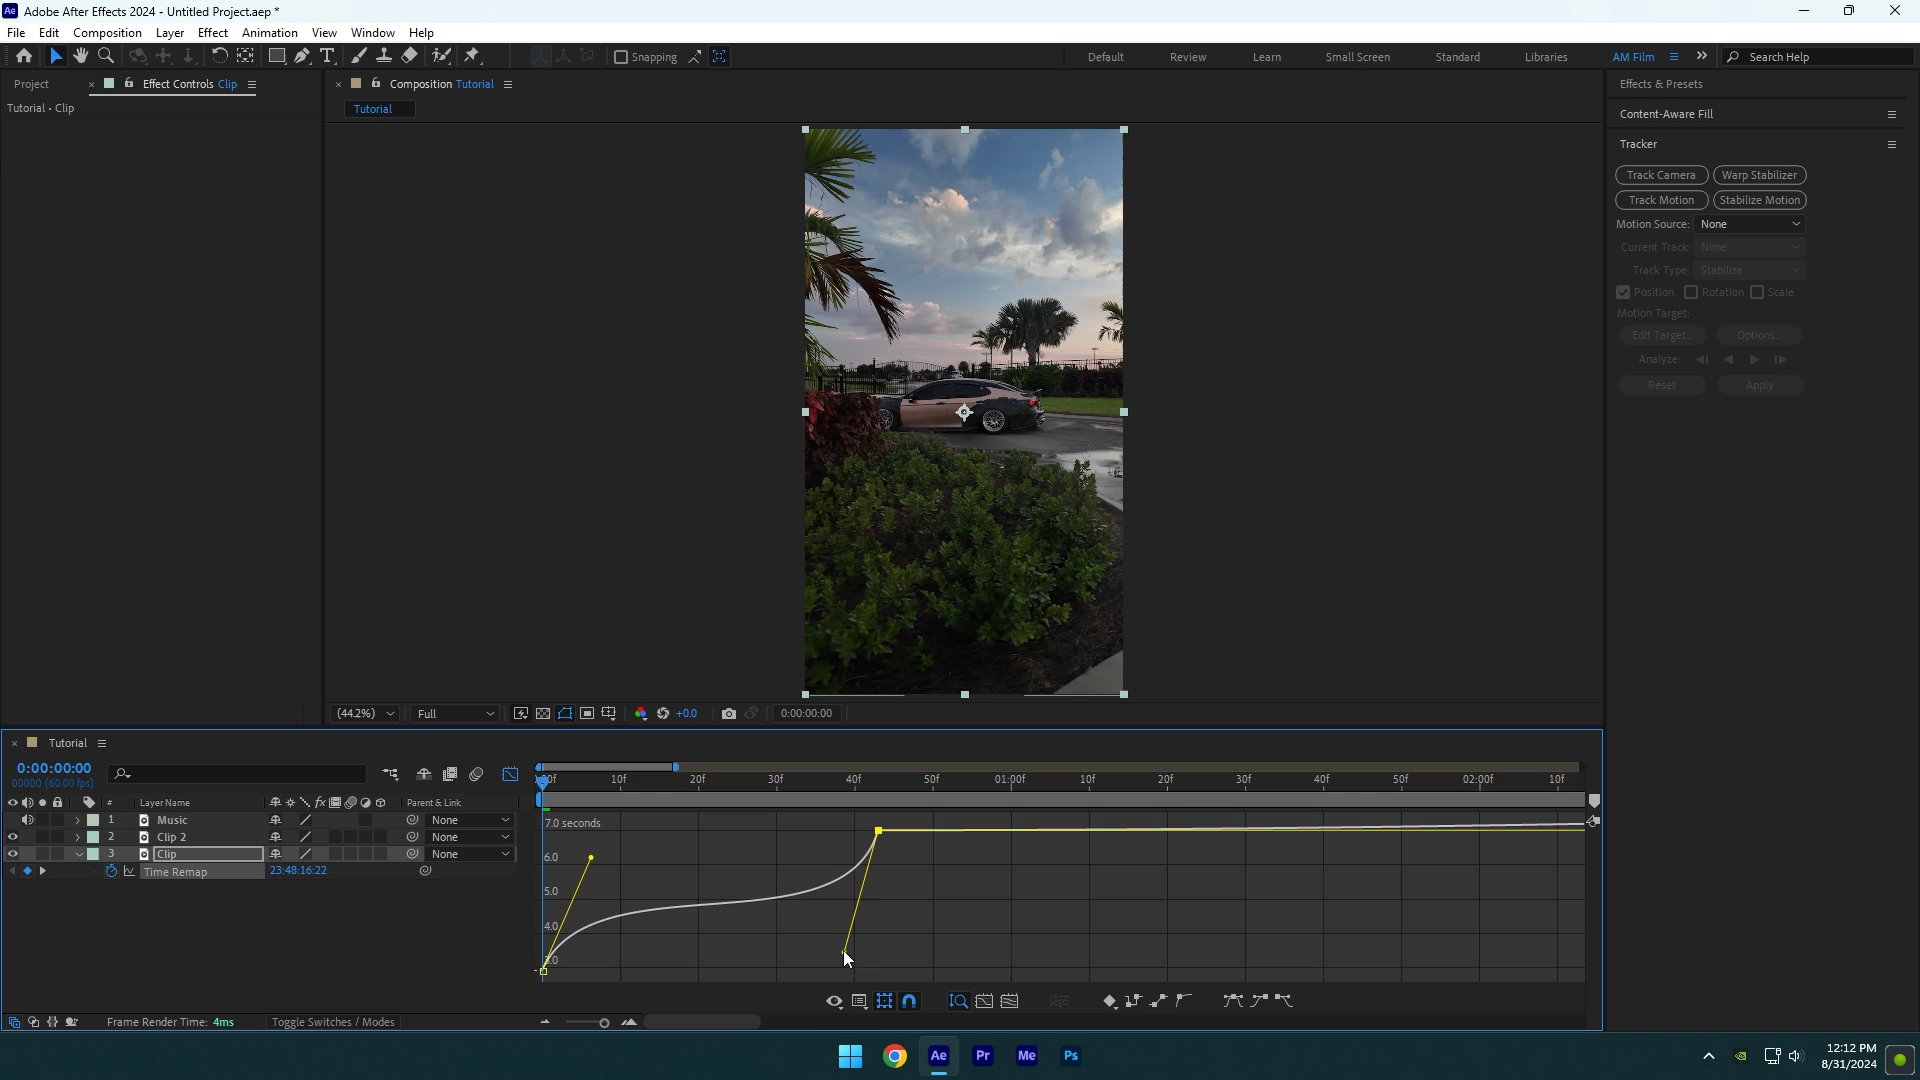 Ae Adobe After Effects 2024 - Untitled Project.aep *
File Edit Composition Layer Effect Animation View Window Help
Snapping Default Review Learn Small Screen Standard Libraries AM Film Search Help
Project Effect Controls Clip
Tutorial • Clip
Composition Tutorial
Tutorial
Effects & Presets
Content-Aware Fill
Tracker
Track Camera Warp Stabilizer
Track Motion Stabilize Motion
Motion Source: None
Current Track: None
Track Type: Stabilize
Position Rotation Scale
Motion Target:
Edit Target... Options...
Analyze:
Reset Apply
(44.2%) Full +0.0 0:00:00:00
Tutorial
0:00:00:00
00000 (60.00 fps)
# Layer Name Parent & Link
1 Music None
2 Clip 2 None
3 Clip None
Time Remap 23:48:16:22
10f 20f 30f 40f 50f 01:00f 10f 20f 30f 40f 50f 02:00f 10f
7.0 seconds
6.0
5.0
4.0
Frame Render Time: 4ms Toggle Switches / Modes
Ae Pr Me Ps
12:12 PM
8/31/2024